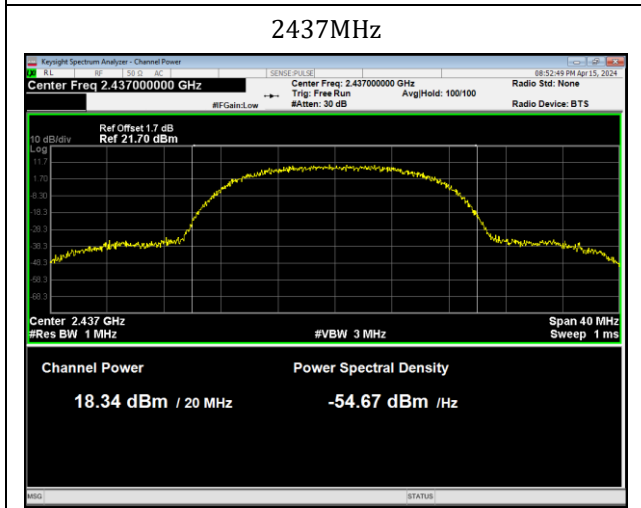 2437MHz
Keysight Spectrum Analyzer - Channel Power
RL RF 50 Ω AC SENSE:PULSE 08:52:49 PM Apr 15, 2024
Center Freq 2.437000000 GHz Center Freq: 2.437000000 GHz Radio Std: None
Trig: Free Run Avg|Hold: 100/100
#IFGain:Low #Atten: 30 dB Radio Device: BTS
Ref Offset 1.7 dB
10 dB/div Ref 21.70 dBm
Log
11.7
1.70
-8.30
-18.3
-28.3
-38.3
-48.3
-58.3
-68.3
Center 2.437 GHz Span 40 MHz
#Res BW 1 MHz #VBW 3 MHz Sweep 1 ms
Channel Power Power Spectral Density
18.34 dBm / 20 MHz -54.67 dBm /Hz
MSG STATUS